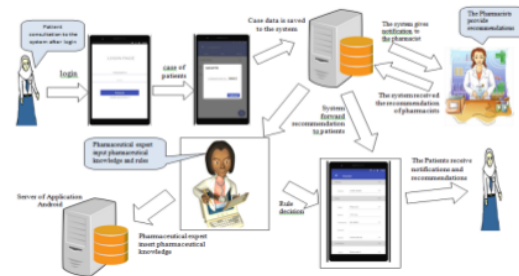 Patient
consultation to the
system after login
login
case of
patients
Case data is saved
to the system
The system gives
notification to
the pharmacist
The Pharmacists
provide
recommendations
The system received
the recommendation
of pharmacists
System
forward
recommendation
to patients
Pharmaceutical expert
input pharmaceutical
knowledge and rules
Server of Application
Android
Pharmaceutical expert
insert pharmaceutical
knowledge
Rule
decision
The Patients receive
notifications and
recommendations